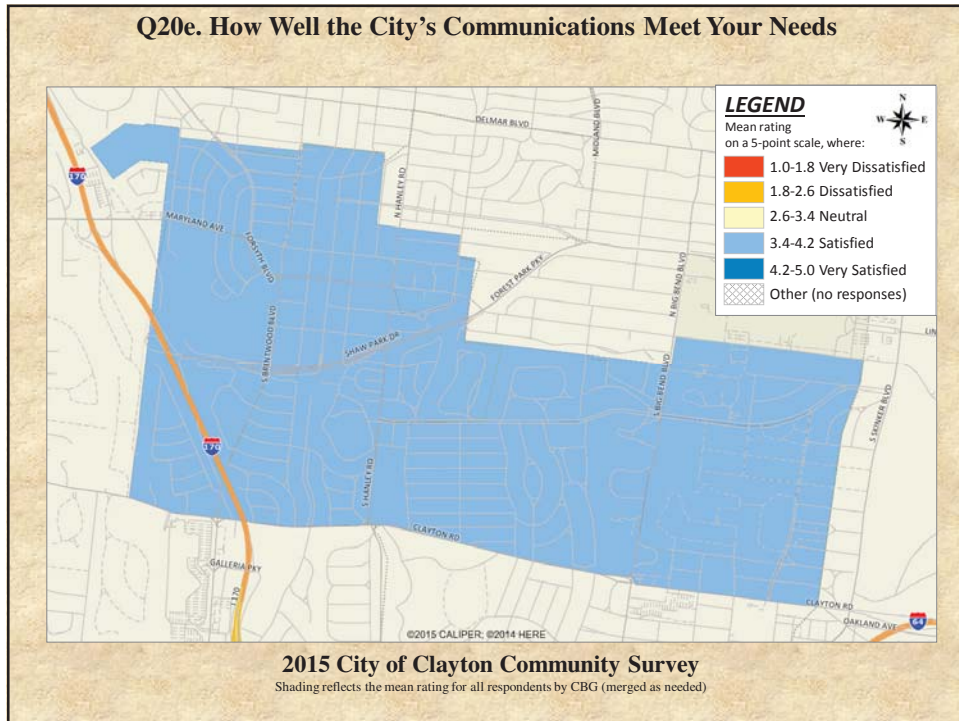 Q20e. How Well the City's Communications Meet Your Needs
LEGEND
Mean rating
on a 5-point scale, where:
1.0-1.8 Very Dissatisfied
1.8-2.6 Dissatisfied
2.6-3.4 Neutral
3.4-4.2 Satisfied
4.2-5.0 Very Satisfied
Other (no responses)
N
W
E
S
DELMAR BLVD
MIDLAND BLVD
170
N HANLEY RD
MARYLAND AVE
FORSYTH BLVD
FOREST PARK PKY
N BIG BEND BLVD
LIN
S BRENTWOOD BLVD
SHAW PARK DR
S BIG BEND BLVD
S SKINKER BLVD
170
S HANLEY RD
CLAYTON RD
GALLERIA PKY
I 170
CLAYTON RD
OAKLAND AVE
64
©2015 CALIPER; ©2014 HERE
2015 City of Clayton Community Survey
Shading reflects the mean rating for all respondents by CBG (merged as needed)